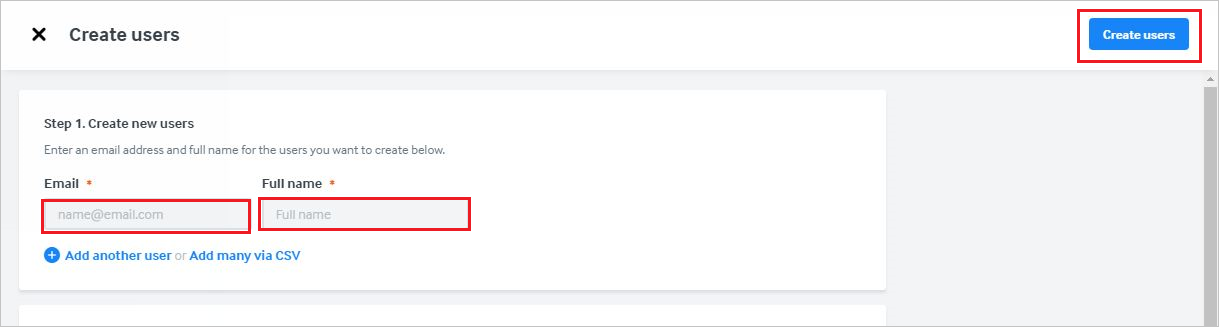 Create users
Create users
Step 1. Create new users
Enter an email address and full name for the users you want to create below.
Email * Full name *
name@email.com Full name
Add another user or Add many via CSV